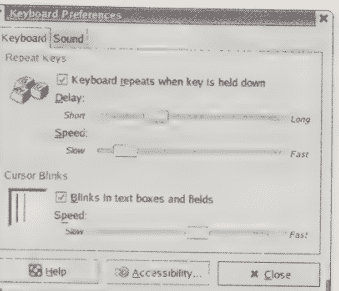 Keyboard Preferences
Keyboard Sound
Repeat Keys
Keyboard repeats when key is held down
Delay:
Short Long
Speed:
Slow Fast
Cursor Blinks
Blinks in text boxes and fields
Speed:
Slow Fast
Help Accessibility... Close